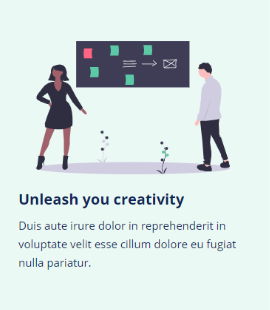 Unleash you creativity
Duis aute irure dolor in reprehenderit in
voluptate velit esse cillum dolore eu fugiat
nulla pariatur.